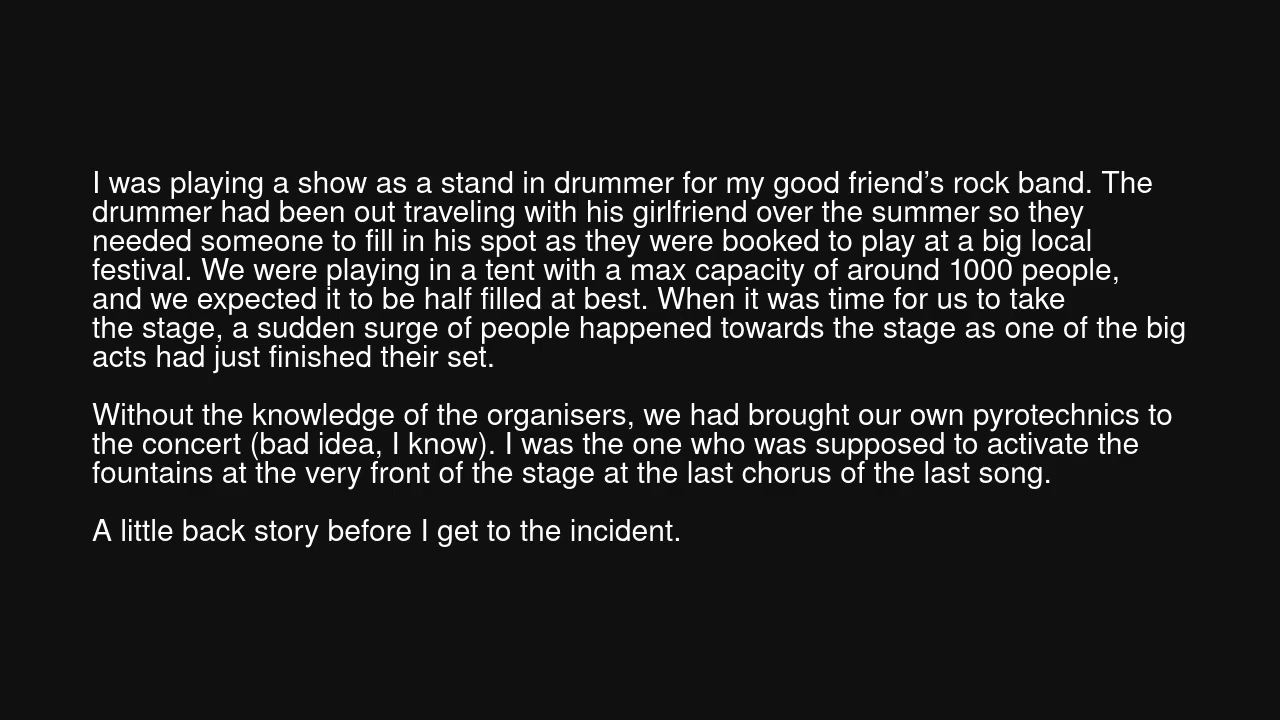 I was playing a show as a stand in drummer for my good friend’s rock band. The
drummer had been out traveling with his girlfriend over the summer so they
needed someone to fill in his spot as they were booked to play at a big local
festival. We were playing in a tent with a max capacity of around 1000 people,
and we expected it to be half filled at best. When it was time for us to take
the stage, a sudden surge of people happened towards the stage as one of the big
acts had just finished their set.
Without the knowledge of the organisers, we had brought our own pyrotechnics to
the concert (bad idea, I know). I was the one who was supposed to activate the
fountains at the very front of the stage at the last chorus of the last song.
A little back story before I get to the incident.